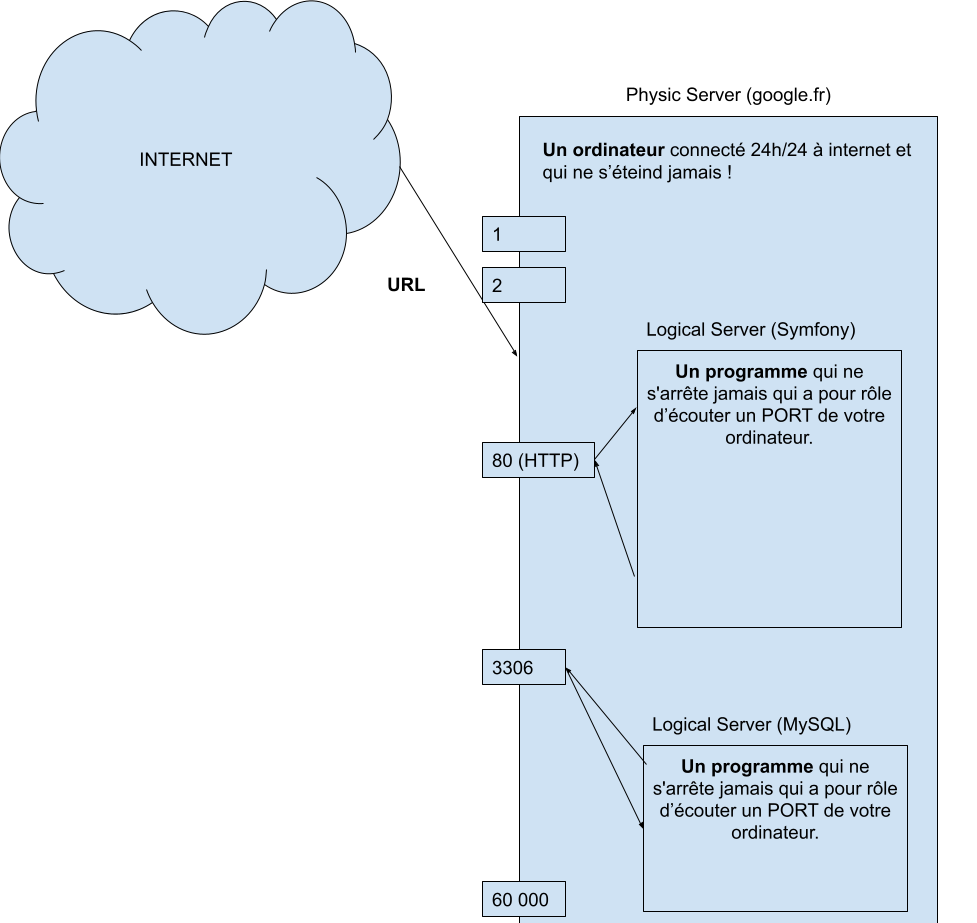 INTERNET
URL
Physic Server (google.fr)
Un ordinateur connecté 24h/24 à internet et
qui ne s’éteind jamais !
1
2
Logical Server (Symfony)
Un programme qui ne
s'arrête jamais qui a pour rôle
d’écouter un PORT de votre
ordinateur.
80 (HTTP)
3306
Logical Server (MySQL)
Un programme qui ne
s'arrête jamais qui a pour rôle
d’écouter un PORT de votre
ordinateur.
60 000